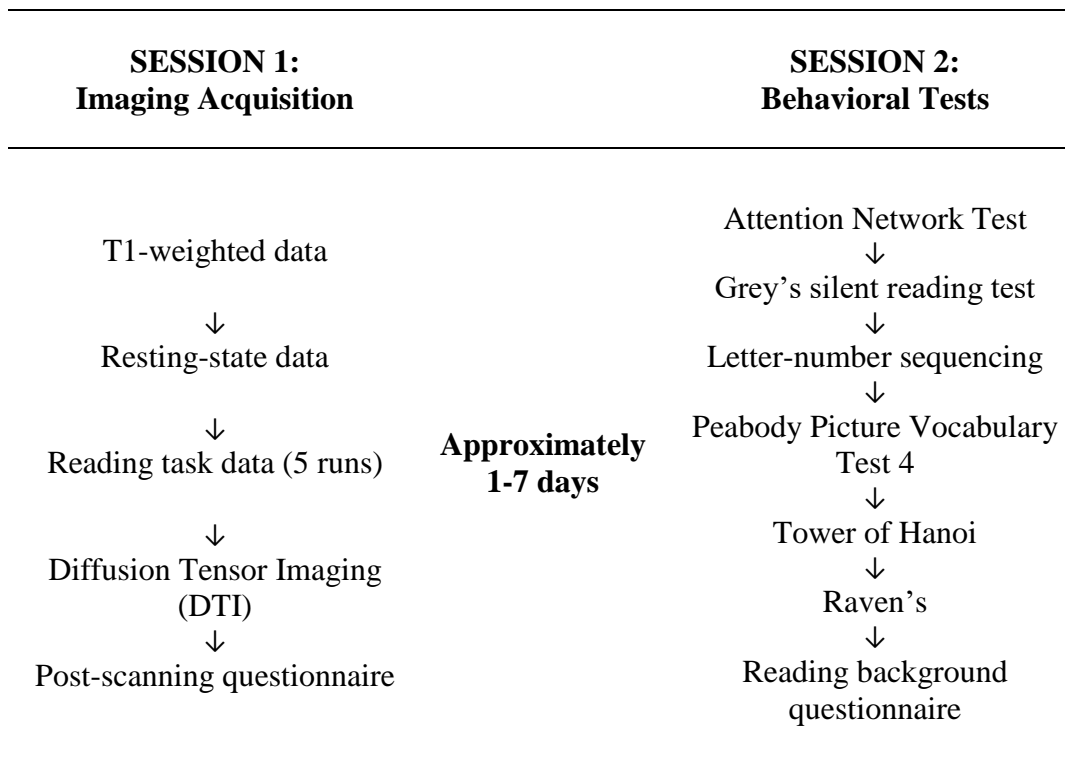 SESSION 1:
Imaging Acquisition
SESSION 2:
Behavioral Tests
T1-weighted data
↓
Resting-state data
↓
Reading task data (5 runs)
↓
Diffusion Tensor Imaging
(DTI)
↓
Post-scanning questionnaire
Approximately
1-7 days
Attention Network Test
↓
Grey’s silent reading test
↓
Letter-number sequencing
↓
Peabody Picture Vocabulary
Test 4
↓
Tower of Hanoi
↓
Raven’s
↓
Reading background
questionnaire